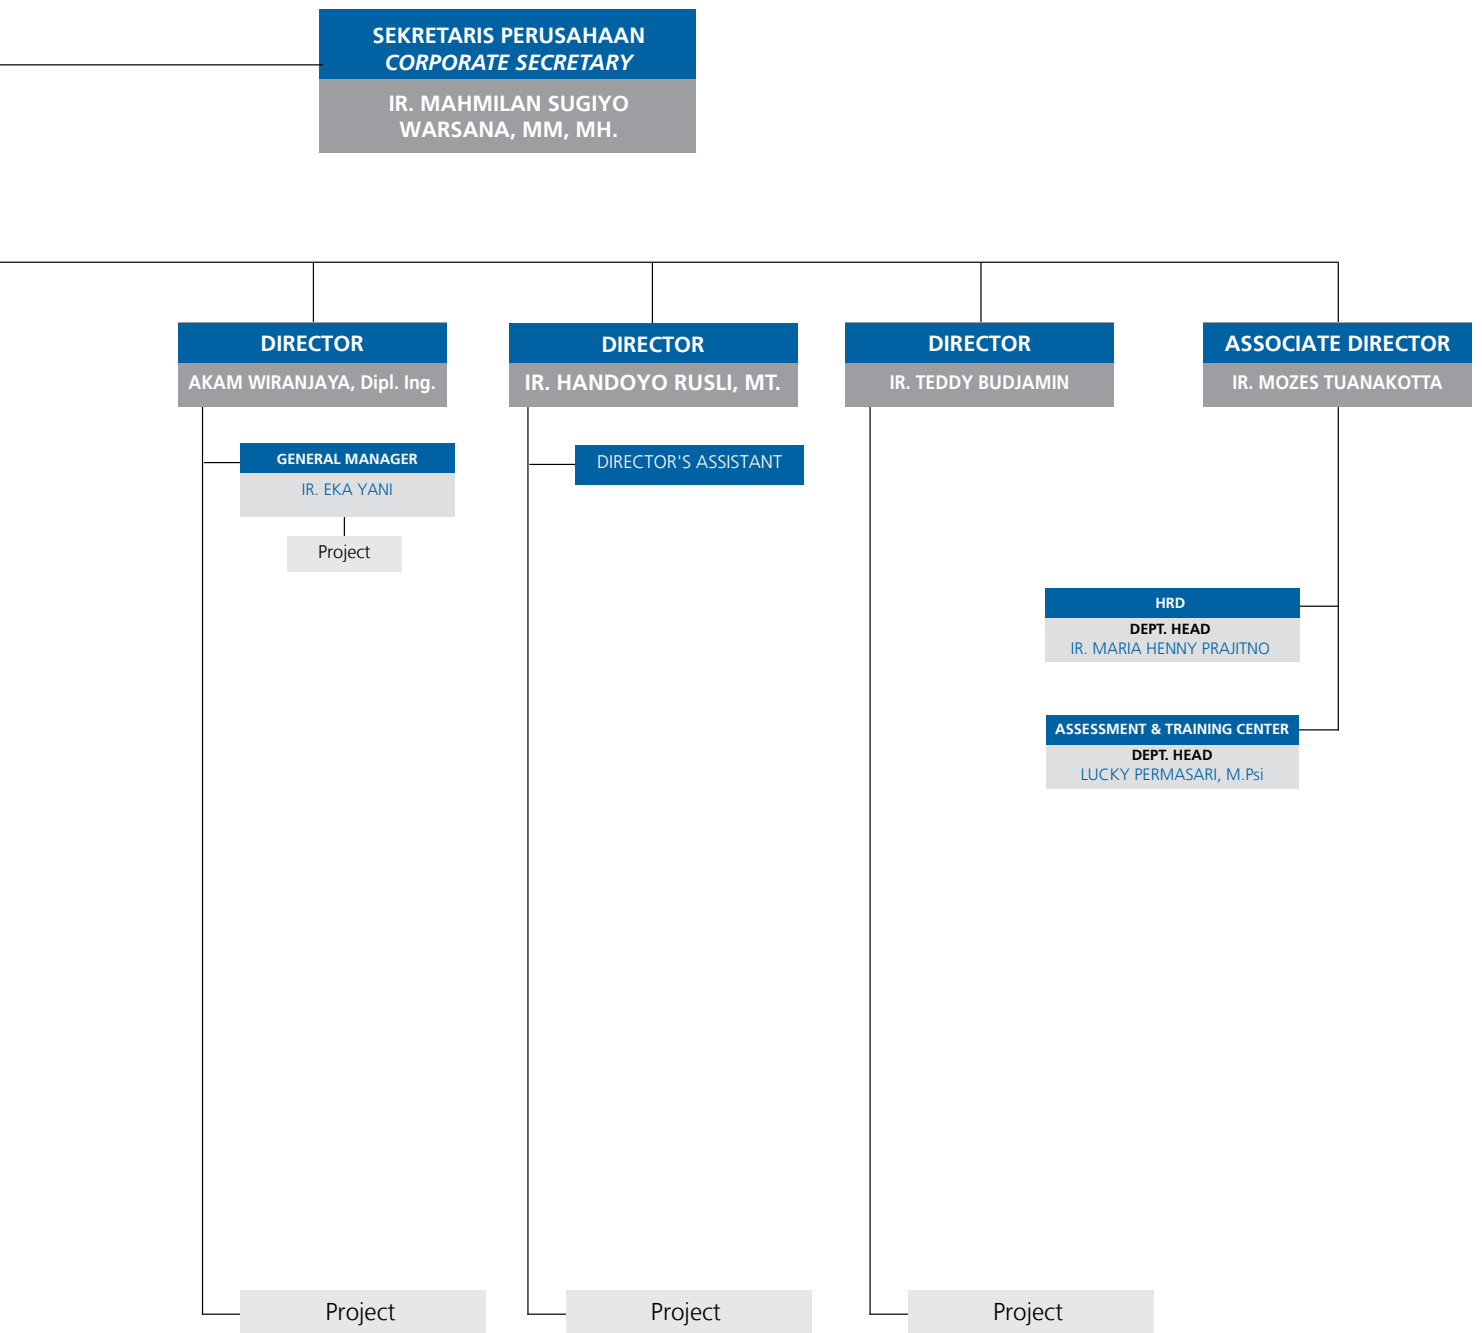 SEKRETARIS PERUSAHAAN
CORPORATE SECRETARY
IR. MAHMILAN SUGIYO
WARSANA, MM, MH.
DIRECTOR
AKAM WIRANJAYA, Dipl. Ing.
DIRECTOR
IR. HANDOYO RUSLI, MT.
DIRECTOR
IR. TEDDY BUDJAMIN
ASSOCIATE DIRECTOR
IR. MOZES TUANAKOTTA
GENERAL MANAGER
IR. EKA YANI
Project
DIRECTOR'S ASSISTANT
HRD
DEPT. HEAD
IR. MARIA HENNY PRAJITNO
ASSESSMENT & TRAINING CENTER
DEPT. HEAD
LUCKY PERMASARI, M.Psi
Project
Project
Project